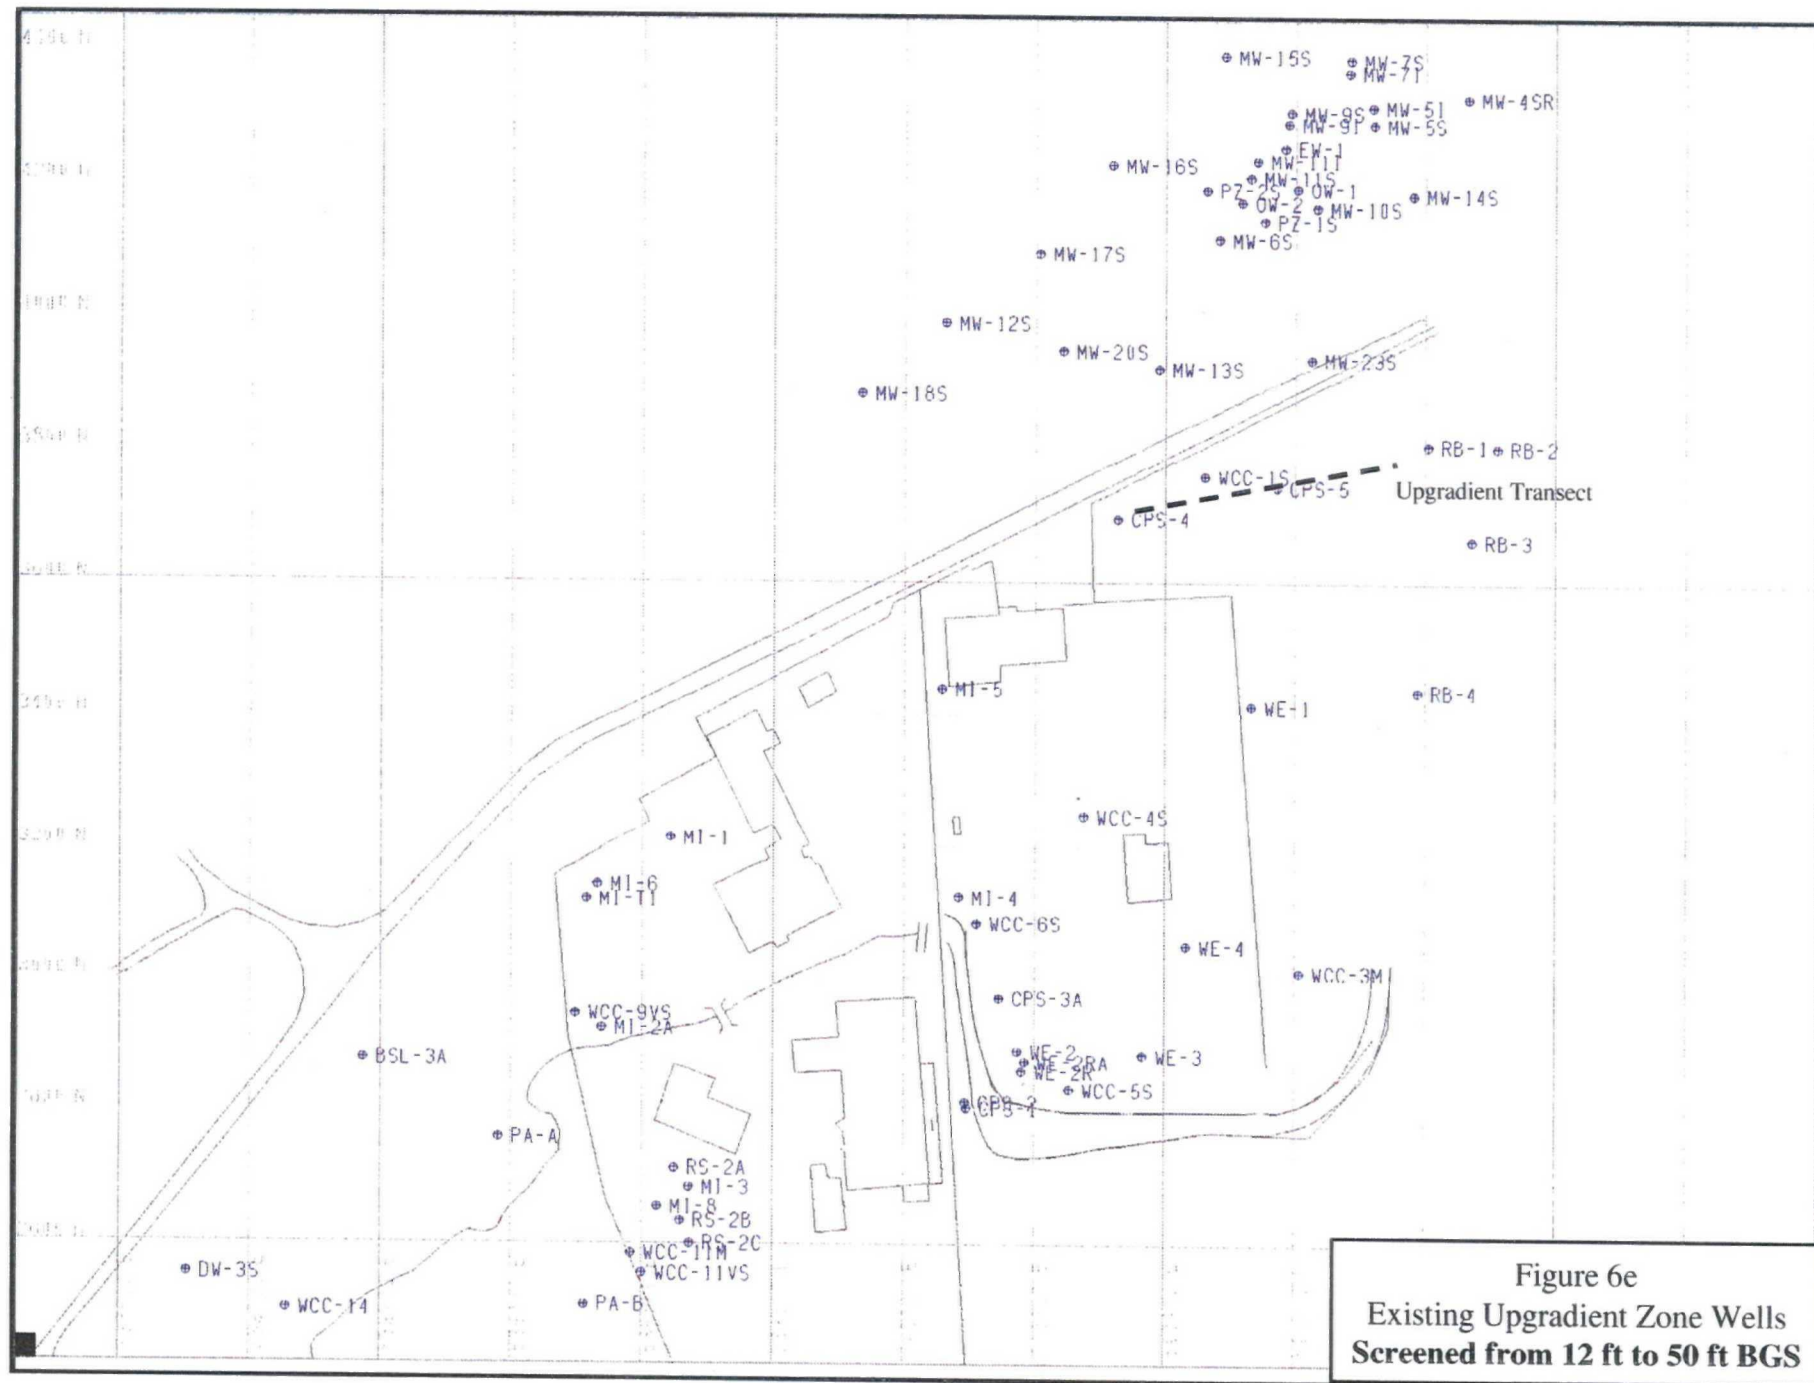 MW-15S
MW-7S
MW-7I
MW-4SR
MW-5I
MW-9S
MW-9I
MW-5S
EW-1
MW-11I
MW-16S
MW-11S
PZ-2S
OW-1
MW-14S
OW-2
MW-10S
PZ-1S
MW-6S
MW-17S
MW-12S
MW-20S
MW-23S
MW-13S
MW-18S
RB-1
RB-2
WCC-1S
CPS-5
Upgradient Transect
CPS-4
RB-3
MI-5
RB-4
WE-1
WCC-4S
MI-1
MI-6
MI-TI
MI-4
WCC-6S
WE-4
WCC-3M
CPS-3A
WCC-9VS
MI-2A
BSL-3A
WE-2
WE-3
WE-2RA
WE-2R
WCC-5S
CPS-1
PA-A
RS-2A
MI-3
MI-8
RS-2B
RS-2C
WCC-11M
DW-3S
WCC-11VS
WCC-14
PA-B
Figure 6e
Existing Upgradient Zone Wells
Screened from 12 ft to 50 ft BGS